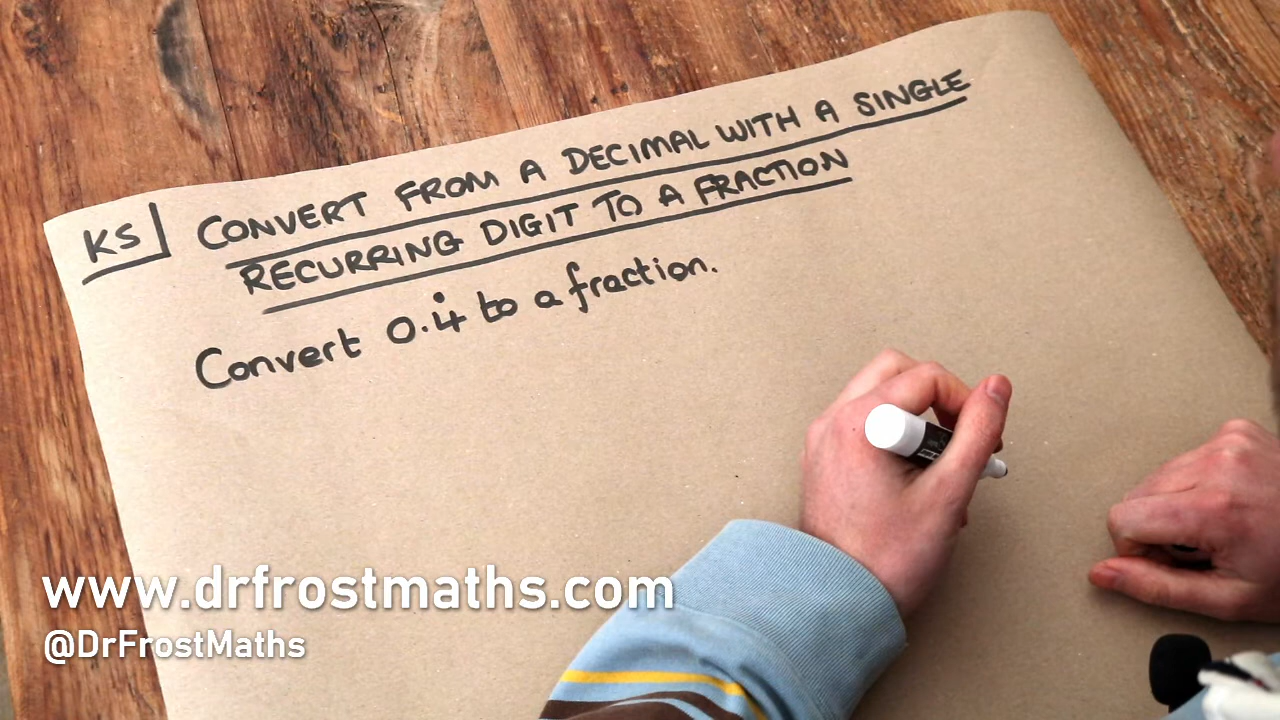 KS CONVERT FROM A DECIMAL WITH A SINGLE
RECURRING DIGIT TO A FRACTION
Convert 0.4̇ to a fraction.
www.drfrostmaths.com
@DrFrostMaths